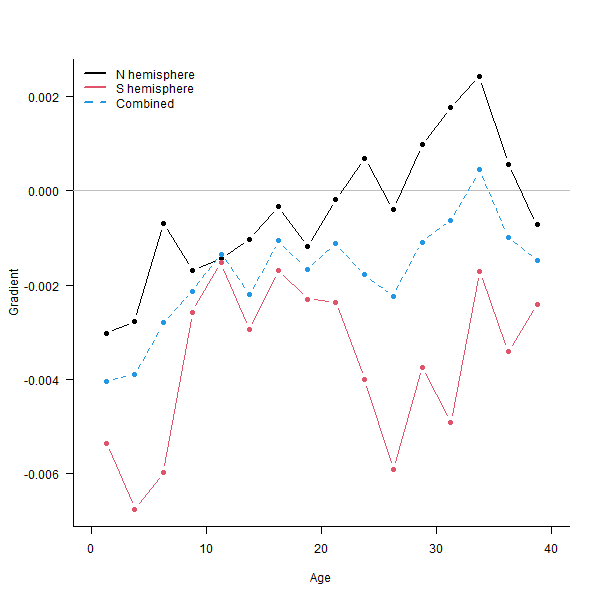 N hemisphere
S hemisphere
Combined
0.002
0.000
-0.002
-0.004
-0.006
Gradient
0 10 20 30 40
Age